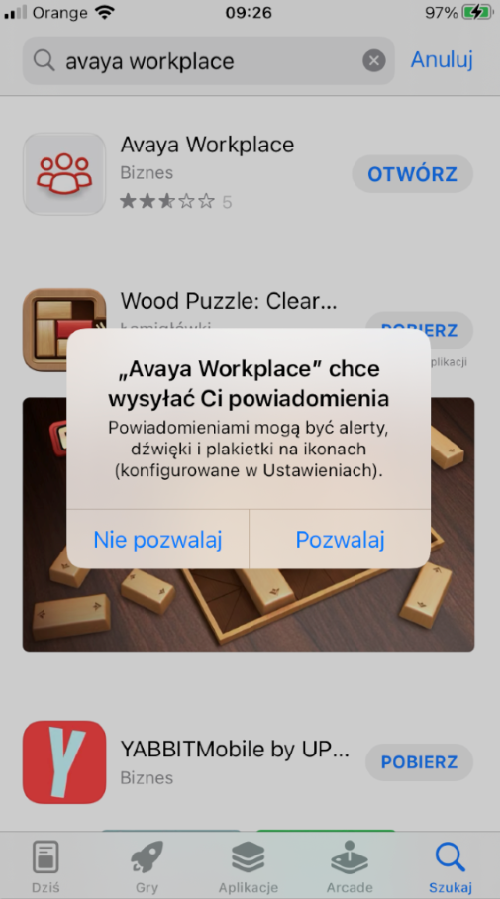 Orange 09:26 97%
avaya workplace Anuluj
Avaya Workplace
Biznes
OTWÓRZ
5
Wood Puzzle: Clear...
Łamigłówki
POBIERZ
plikacji
„Avaya Workplace” chce
wysyłać Ci powiadomienia
Powiadomieniami mogą być alerty,
dźwięki i plakietki na ikonach
(konfigurowane w Ustawieniach).
Nie pozwalaj Pozwalaj
YABBITMobile by UP...
Biznes
POBIERZ
Dziś Gry Aplikacje Arcade Szukaj